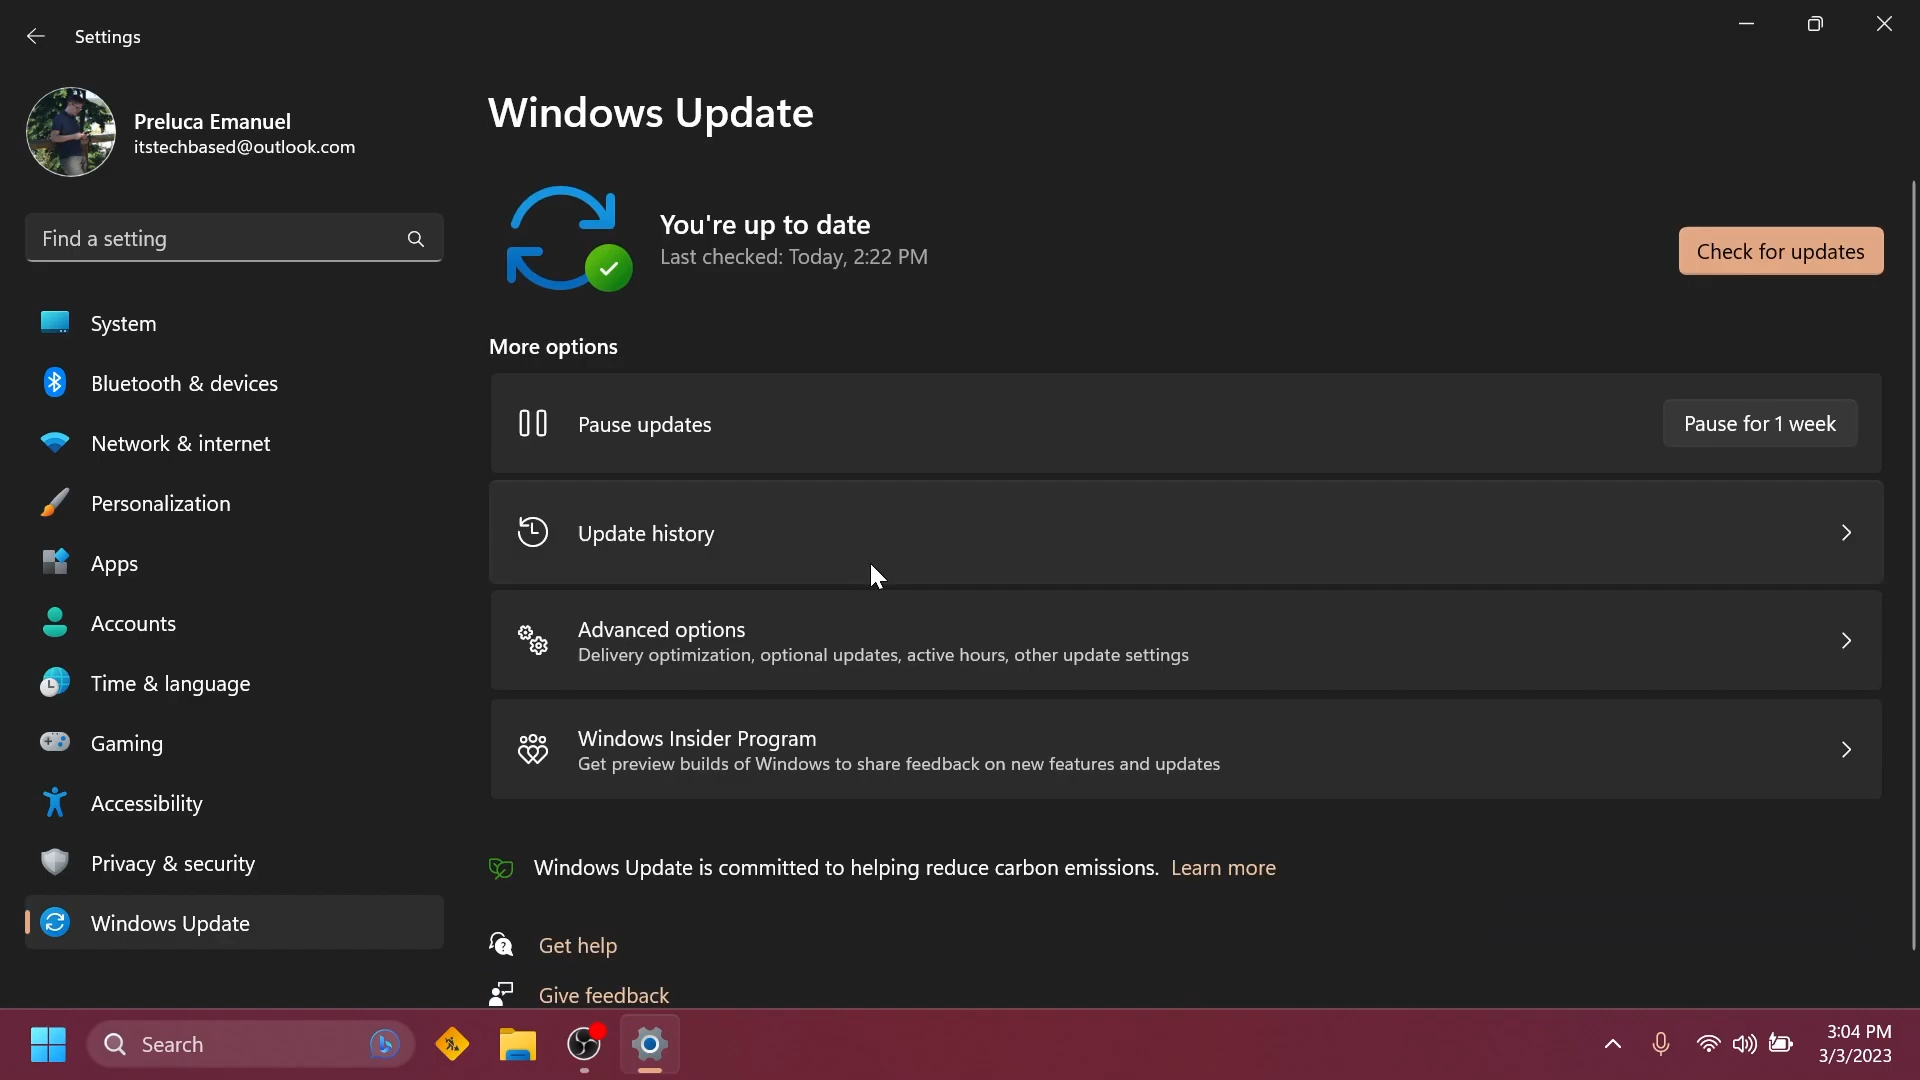 Settings
Preluca Emanuel
itstechbased@outlook.com
Find a setting
System
Bluetooth & devices
Network & internet
Personalization
Apps
Accounts
Time & language
Gaming
Accessibility
Privacy & security
Windows Update
Windows Update
You're up to date
Last checked: Today, 2:22 PM
Check for updates
More options
Pause updates
Pause for 1 week
Update history
Advanced options
Delivery optimization, optional updates, active hours, other update settings
Windows Insider Program
Get preview builds of Windows to share feedback on new features and updates
Windows Update is committed to helping reduce carbon emissions. Learn more
Get help
Give feedback
Search
3:04 PM
3/3/2023